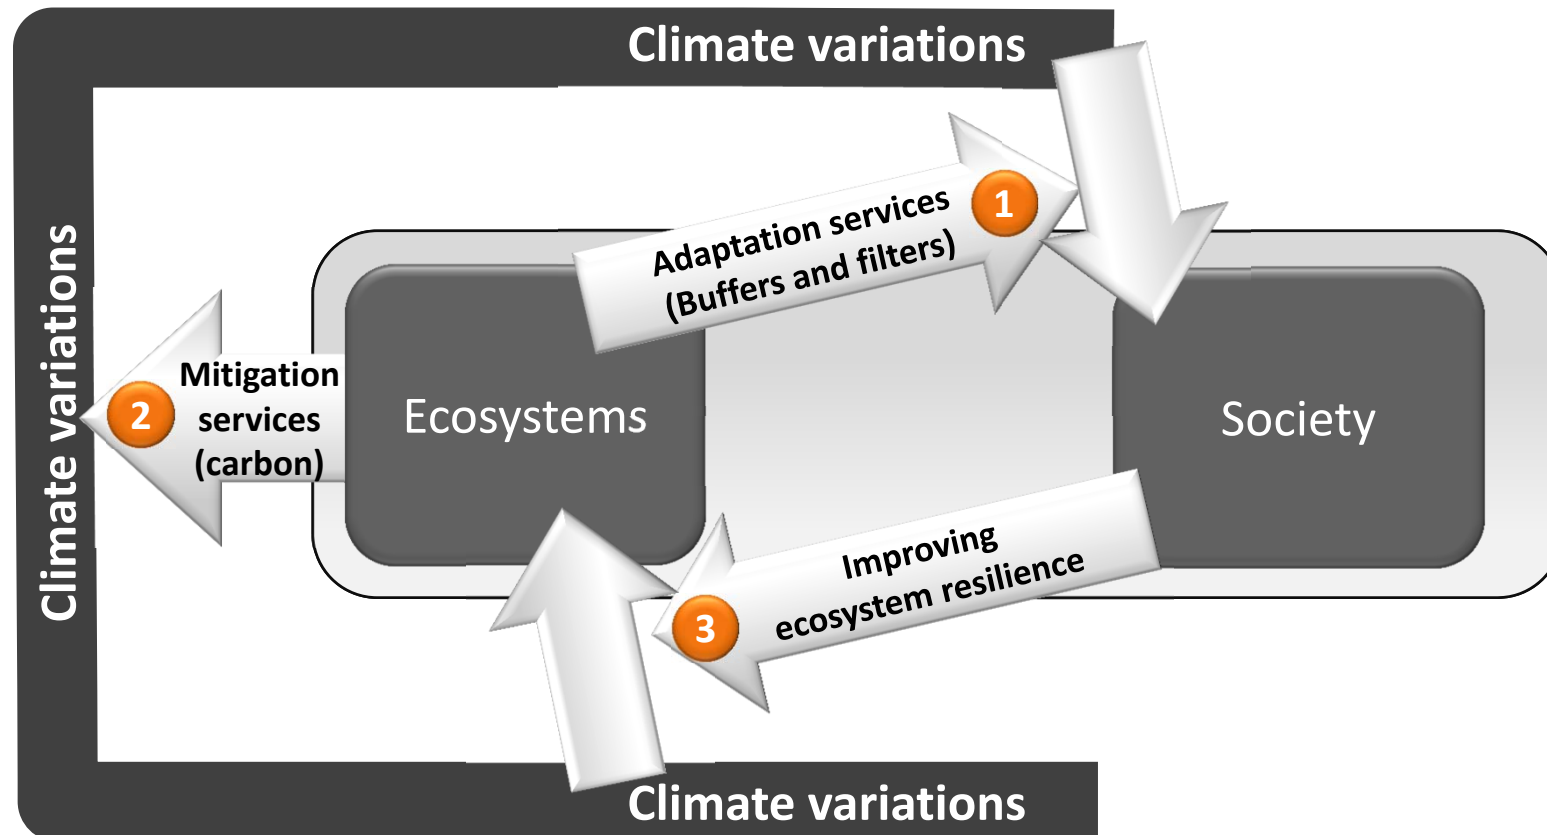 Climate variations
Climate variations
Adaptation services
(Buffers and filters)
1
Mitigation
services
(carbon)
2
Ecosystems
Society
Improving
ecosystem resilience
3
Climate variations